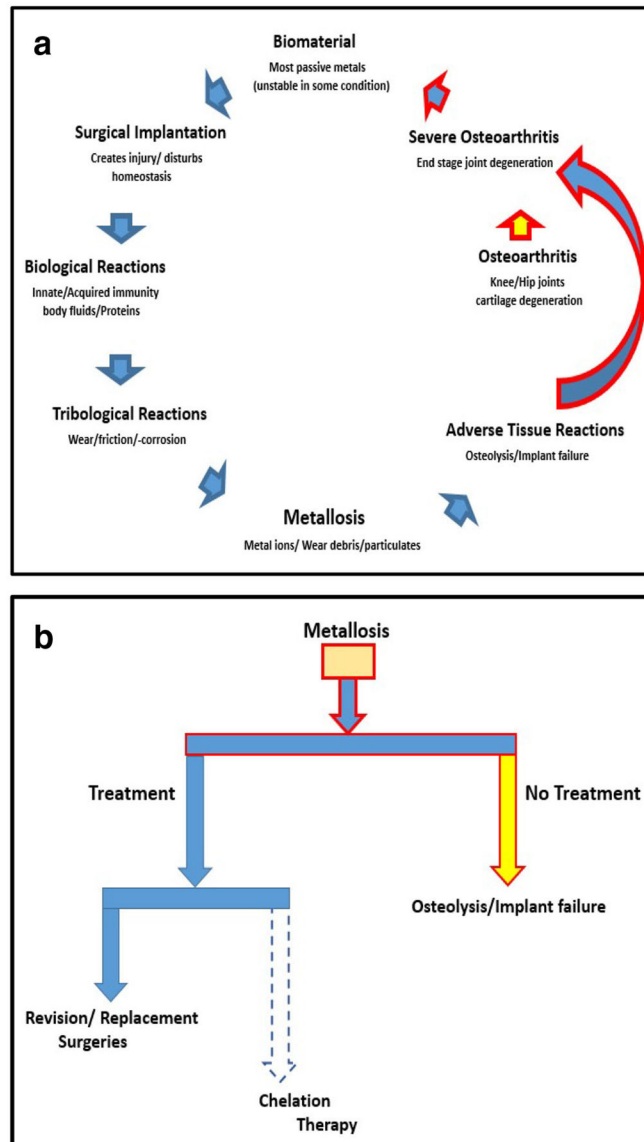 a
Biomaterial
Most passive metals
(unstable in some condition)
Surgical Implantation
Creates injury/ disturbs
homeostasis
Biological Reactions
Innate/Acquired immunity
body fluids/Proteins
Tribological Reactions
Wear/friction/-corrosion
Metallosis
Metal ions/ Wear debris/particulates
Adverse Tissue Reactions
Osteolysis/Implant failure
Osteoarthritis
Knee/Hip joints
cartilage degeneration
Severe Osteoarthritis
End stage joint degeneration
b
Metallosis
Treatment
No Treatment
Osteolysis/Implant failure
Revision/ Replacement
Surgeries
Chelation
Therapy